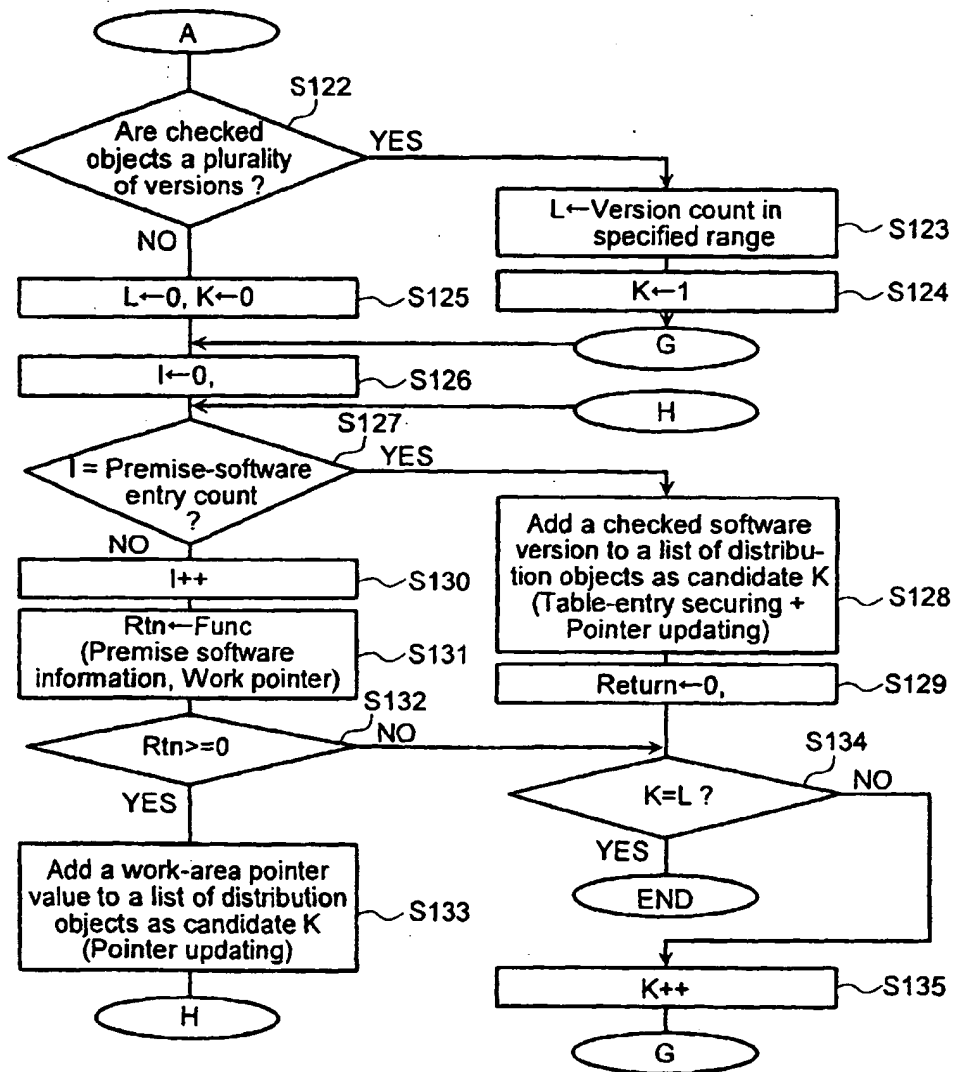 A
S122
Are checked
objects a plurality
of versions ?
YES
NO
L←Version count in
specified range
S123
L←0, K←0
S125
K←1
S124
G
I←0,
S126
H
S127
I = Premise-software
entry count
?
YES
NO
Add a checked software
version to a list of distribu-
tion objects as candidate K
(Table-entry securing +
Pointer updating)
S128
I++
S130
Rtn←Func
(Premise software
information, Work pointer)
S131
Return←0,
S129
S132
Rtn>=0
NO
YES
S134
K=L ?
NO
YES
END
Add a work-area pointer
value to a list of distribution
objects as candidate K
(Pointer updating)
S133
H
K++
S135
G